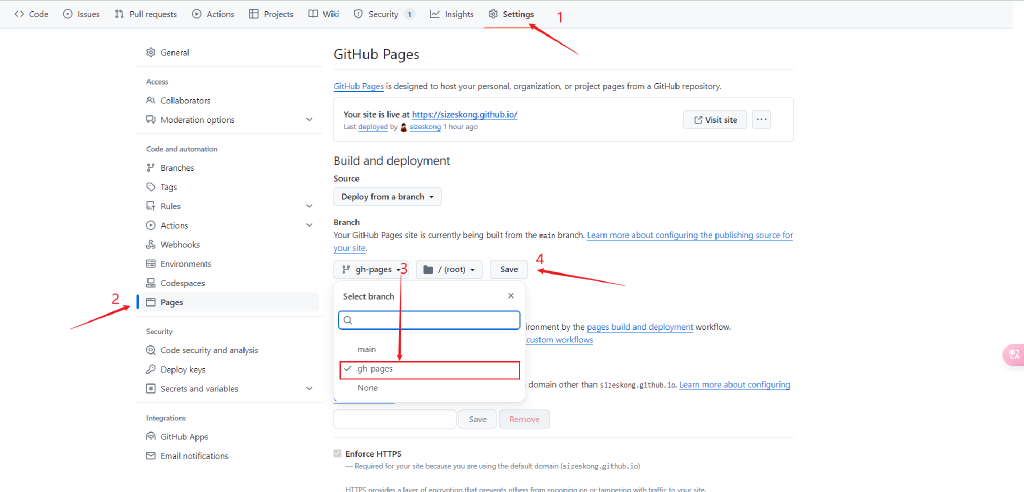 Code Issues Pull requests Actions Projects Wiki Security 1 Insights Settings 1
General
Access
Collaborators
Moderation options
Code and automation
Branches
Tags
Rules
Actions
Webhooks
Environments
Codespaces
2 Pages
Security
Code security and analysis
Deploy keys
Secrets and variables
Integrations
GitHub Apps
Email notifications
GitHub Pages
GitHub Pages is designed to host your personal, organization, or project pages from a GitHub repository.
Your site is live at https://sizeskong.github.io/
Last deployed by sizeskong 1 hour ago
Visit site ...
Build and deployment
Source
Deploy from a branch
Branch
Your GitHub Pages site is currently being built from the main branch. Learn more about configuring the publishing source for
your site.
gh-pages 3 / (root) Save 4
Select branch
main
gh-pages
None
ironment by the pages build and deployment workflow.
custom workflows
domain other than sizeskong.github.io. Learn more about configuring
Save Remove
Enforce HTTPS
— Required for your site because you are using the default domain (sizeskong.github.io)
HTTPS provides a layer of encryption that prevents others from snooping on or tampering with traffic to your site.